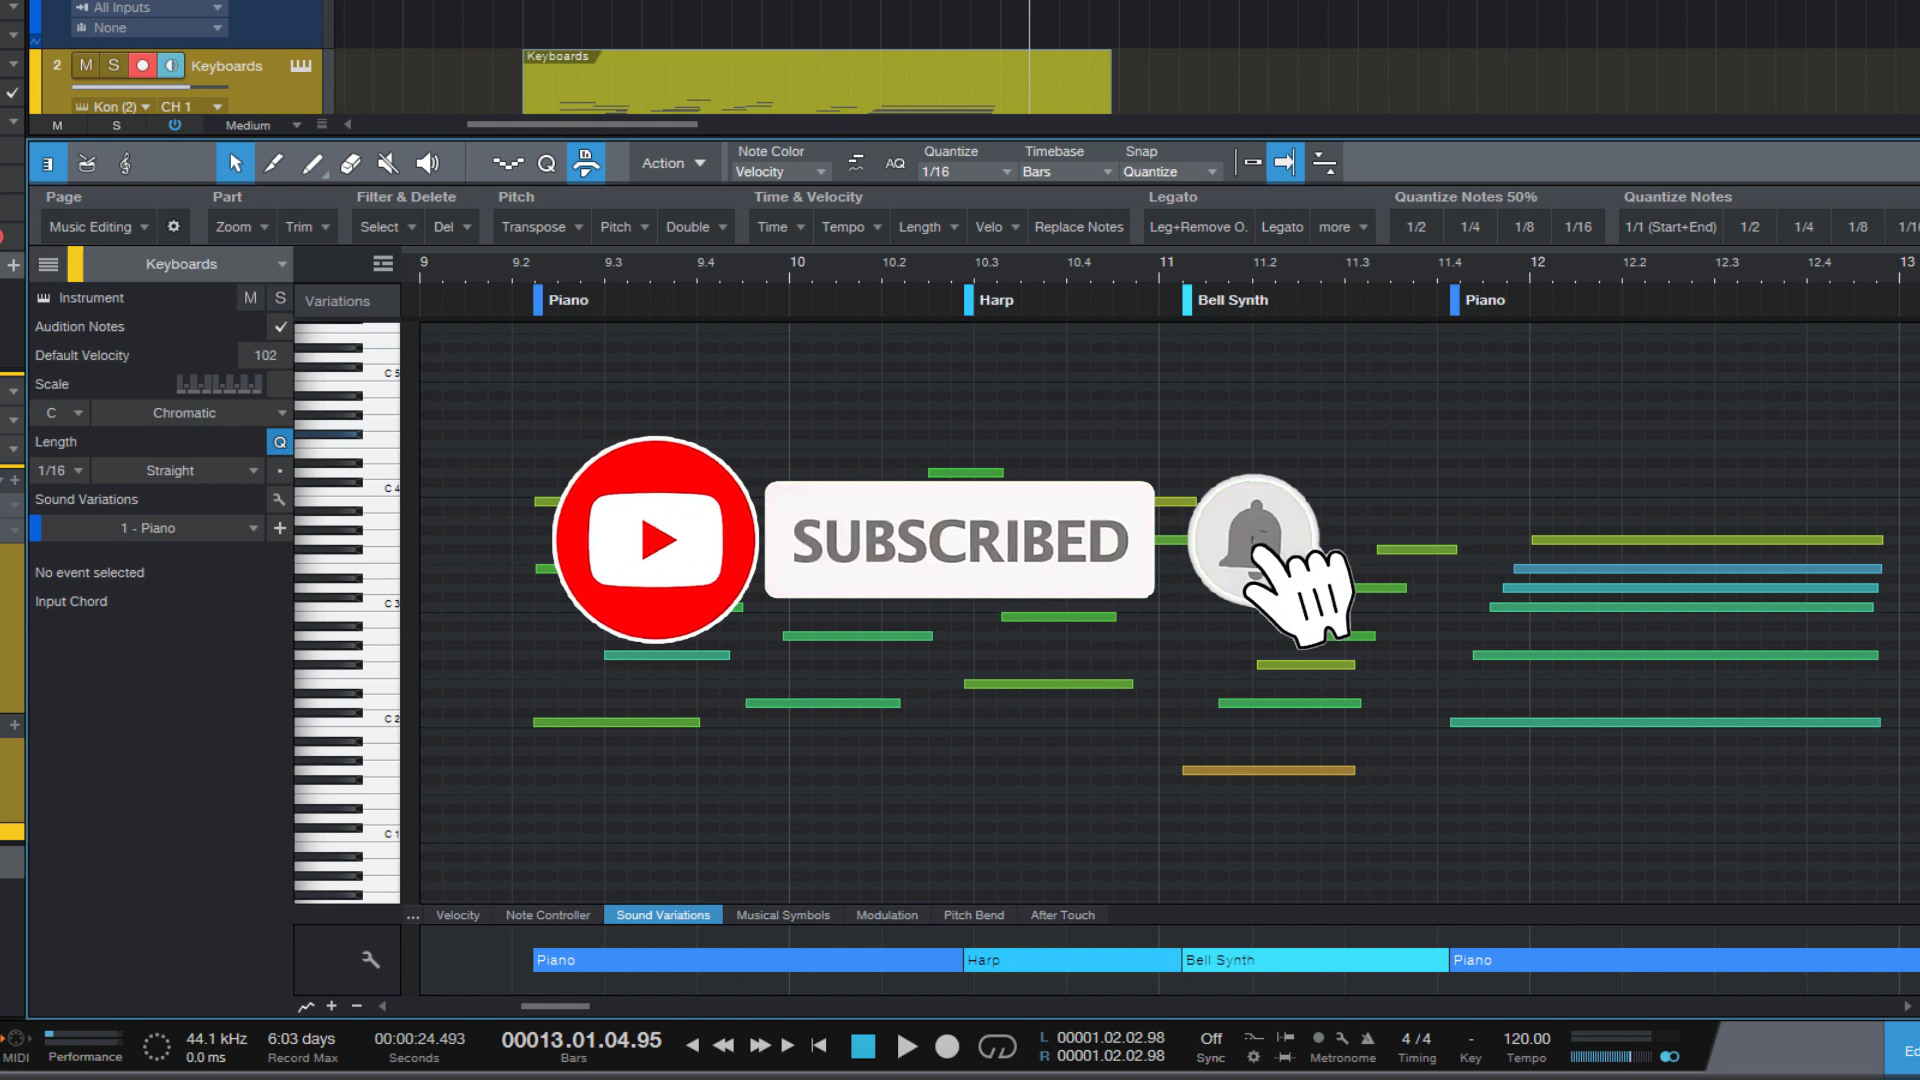 All Inputs
None
2 M S Keyboards
Keyboards
Kon (2) CH 1
M S Medium
Action
Note Color
Velocity
AQ
Quantize
1/16
Timebase
Bars
Snap
Quantize
Q
Page Part Filter & Delete Pitch Time & Velocity Legato Quantize Notes 50% Quantize Notes
Music Editing Zoom Trim Select Del Transpose Pitch Double Time Tempo Length Velo Replace Notes Leg+Remove O. Legato more 1/2 1/4 1/8 1/16 1/1 (Start+End) 1/2 1/4 1/8
Keyboards
9 9.2 9.3 9.4 10 10.2 10.3 10.4 11 11.2 11.3 11.4 12 12.2 12.3 12.4 13
Instrument M S
Variations
Piano Harp Bell Synth Piano
Audition Notes
Default Velocity 102
Scale
C Chromatic
Length Q
1/16 Straight
Sound Variations
1 - Piano
No event selected
Input Chord
C 5
C 4
C 3
C 2
C 1
SUBSCRIBED
... Velocity Note Controller Sound Variations Musical Symbols Modulation Pitch Bend After Touch
Piano Harp Bell Synth Piano
MIDI
Performance
44.1 kHz
0.0 ms
6:03 days
Record Max
00:00:24.493
Seconds
00013.01.04.95
Bars
L 00001.02.02.98
R 00001.02.02.98
Off
Sync
Metronome
4 / 4
Timing
-
Key
120.00
Tempo